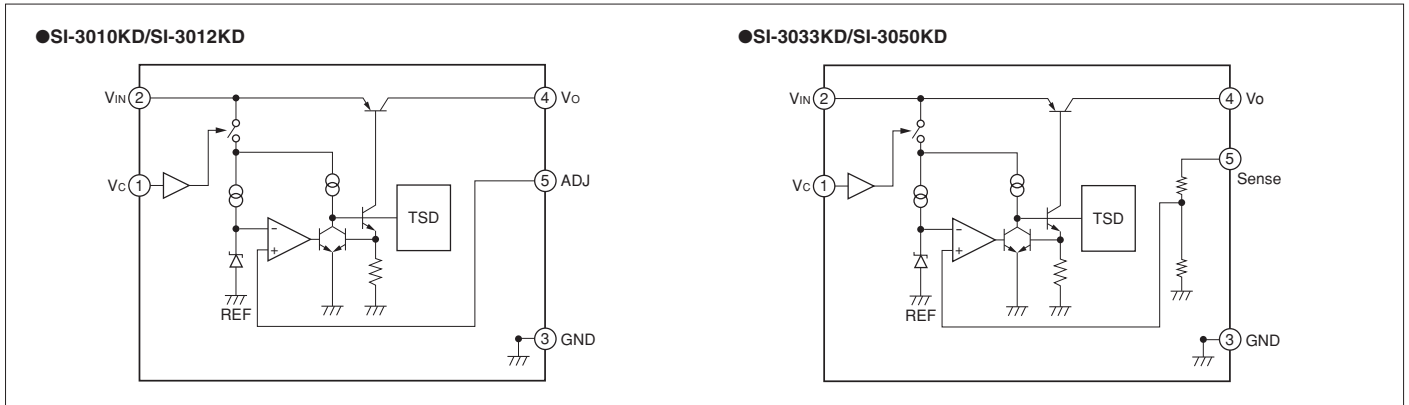 ●SI-3010KD/SI-3012KD
VIN 2
4 VO
VC 1
5 ADJ
TSD
−
+
REF
3 GND
●SI-3033KD/SI-3050KD
VIN 2
4 Vo
5
Sense
VC 1
TSD
−
+
REF
3 GND